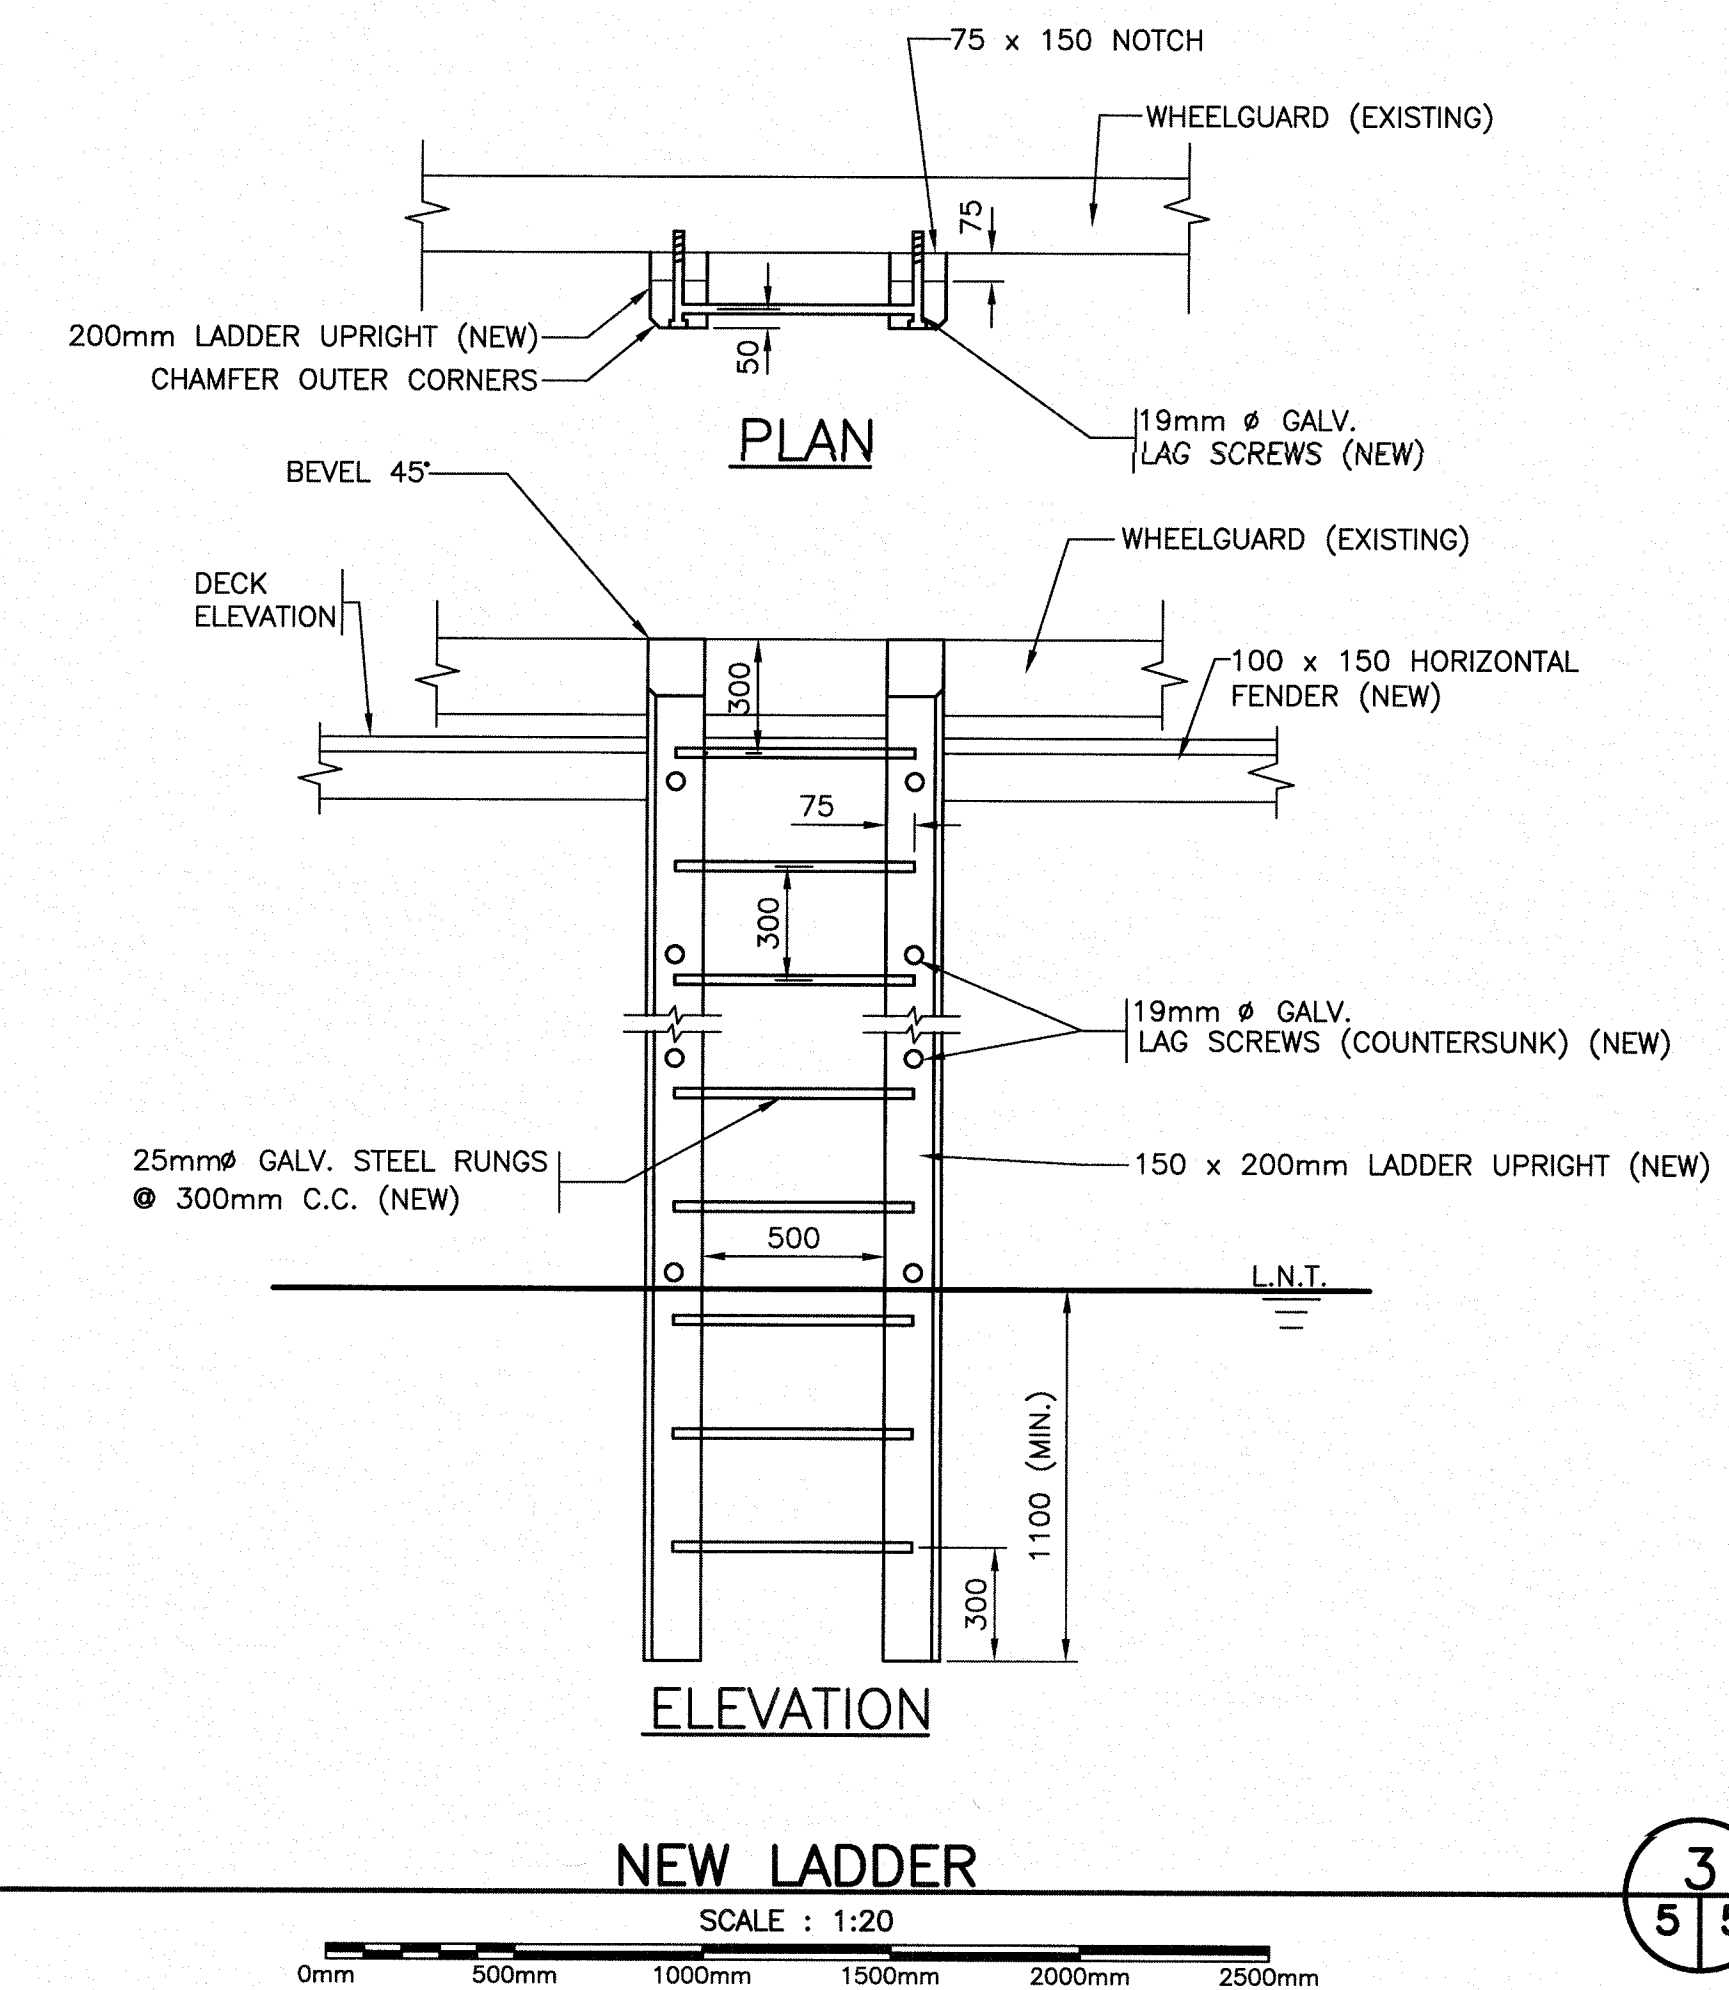 75 x 150 NOTCH
WHEELGUARD (EXISTING)
75
200mm LADDER UPRIGHT (NEW)
CHAMFER OUTER CORNERS
50
19mm ø GALV.
LAG SCREWS (NEW)
PLAN
BEVEL 45°
WHEELGUARD (EXISTING)
DECK
ELEVATION
100 x 150 HORIZONTAL
FENDER (NEW)
300
75
300
19mm ø GALV.
LAG SCREWS (COUNTERSUNK) (NEW)
25mmø GALV. STEEL RUNGS
@ 300mm C.C. (NEW)
150 x 200mm LADDER UPRIGHT (NEW)
500
L.N.T.
1100 (MIN.)
300
ELEVATION
NEW LADDER
3
SCALE : 1:20
5
0mm 500mm 1000mm 1500mm 2000mm 2500mm